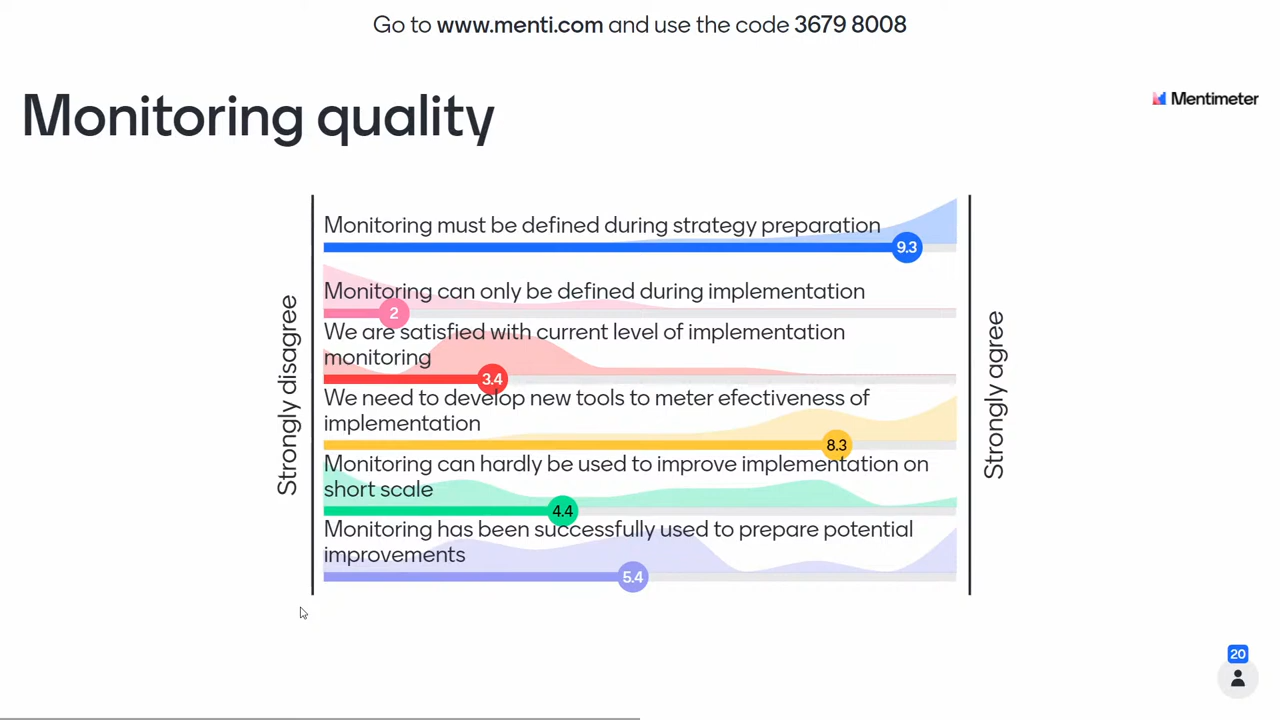 Go to www.menti.com and use the code 3679 8008
Monitoring quality
Mentimeter
Strongly disagree
Monitoring must be defined during strategy preparation
9.3
Monitoring can only be defined during implementation
2
We are satisfied with current level of implementation
monitoring
3.4
We need to develop new tools to meter efectiveness of
implementation
8.3
Monitoring can hardly be used to improve implementation on
short scale
4.4
Monitoring has been successfully used to prepare potential
improvements
5.4
Strongly agree
20